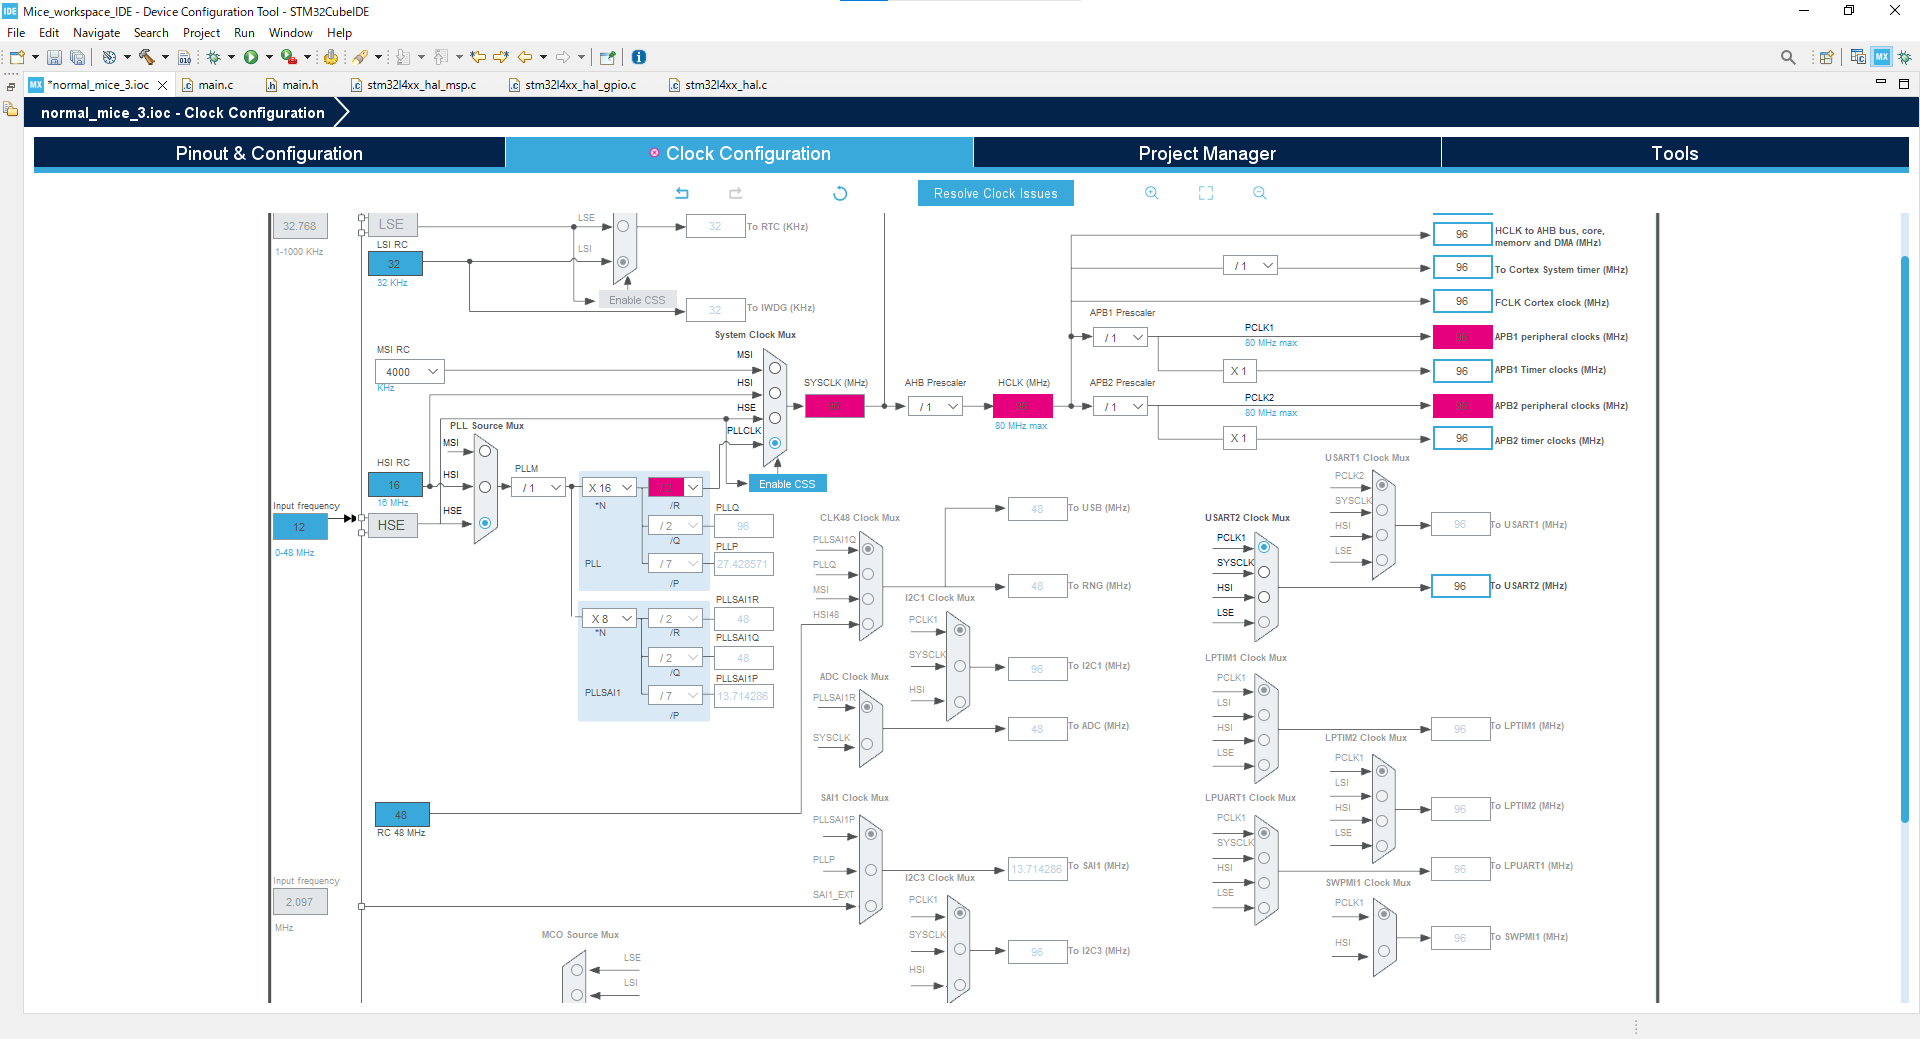 IDE Mice_workspace_IDE - Device Configuration Tool - STM32CubeIDE
File Edit Navigate Search Project Run Window Help
MX *normal_mice_3.ioc main.c main.h stm32l4xx_hal_msp.c stm32l4xx_hal_gpio.c stm32l4xx_hal.c
normal_mice_3.ioc - Clock Configuration
Pinout & Configuration Clock Configuration Project Manager Tools
Resolve Clock Issues
32.768
1-1000 KHz
LSE
LSI RC
32
32 KHz
LSE
LSI
Enable CSS
32 To RTC (KHz)
32 To IWDG (KHz)
System Clock Mux
MSI RC
4000
KHz
MSI
HSI
HSE
PLLCLK
Enable CSS
SYSCLK (MHz)
96
AHB Prescaler
/ 1
HCLK (MHz)
96
80 MHz max
96 HCLK to AHB bus, core,
memory and DMA (MHz)
/ 1
96 To Cortex System timer (MHz)
96 FCLK Cortex clock (MHz)
APB1 Prescaler
/ 1
PCLK1
80 MHz max
96 APB1 peripheral clocks (MHz)
X 1
96 APB1 Timer clocks (MHz)
APB2 Prescaler
/ 1
PCLK2
80 MHz max
96 APB2 peripheral clocks (MHz)
X 1
96 APB2 timer clocks (MHz)
PLL Source Mux
MSI
HSI
HSE
HSI RC
16
16 MHz
Input frequency
12
0-48 MHz
HSE
PLLM
/ 1
X 16
*N
/R
/ 2
/Q
/ 7
/P
PLL
PLLQ
96
PLLP
27.428571
X 8
*N
/ 2
/R
/ 2
/Q
/ 7
/P
PLLSAI1
PLLSAI1R
48
PLLSAI1Q
48
PLLSAI1P
13.714286
48
RC 48 MHz
Input frequency
2.097
MHz
MCO Source Mux
LSE
LSI
CLK48 Clock Mux
PLLSAI1Q
PLLQ
MSI
HSI48
48 To USB (MHz)
48 To RNG (MHz)
I2C1 Clock Mux
PCLK1
SYSCLK
HSI
96 To I2C1 (MHz)
ADC Clock Mux
PLLSAI1R
SYSCLK
48 To ADC (MHz)
SAI1 Clock Mux
PLLSAI1P
PLLP
SAI1_EXT
13.714286 To SAI1 (MHz)
I2C3 Clock Mux
PCLK1
SYSCLK
HSI
96 To I2C3 (MHz)
USART1 Clock Mux
PCLK2
SYSCLK
HSI
LSE
96 To USART1 (MHz)
USART2 Clock Mux
PCLK1
SYSCLK
HSI
LSE
96 To USART2 (MHz)
LPTIM1 Clock Mux
PCLK1
LSI
HSI
LSE
96 To LPTIM1 (MHz)
LPTIM2 Clock Mux
PCLK1
LSI
HSI
LSE
96 To LPTIM2 (MHz)
LPUART1 Clock Mux
PCLK1
SYSCLK
HSI
LSE
96 To LPUART1 (MHz)
SWPMI1 Clock Mux
PCLK1
HSI
96 To SWPMI1 (MHz)